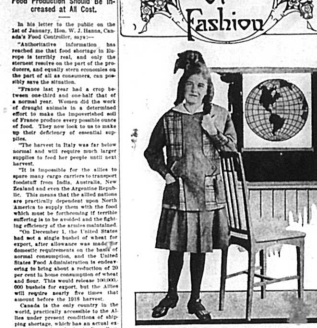 Food Production Should Be In-
creased at All Cost.
In his letter to the public on the
1st of January, Hon. W. J. Hanna, Can-
ada's Food Controller, says:—
"Authoritative information has
reached me that food shortage in Eu-
rope is terribly real, and only the
sternest resolve on the part of the pro-
ducers, and equally stern economies on
the part of all as consumers, can pos-
sibly save the situation.
"France last year had a crop be-
tween one-third and one-half that of
a normal year. Women did the work
of draught animals in a determined
effort to make the impoverished soil
of France produce every possible ounce
of food. They now look to us to make
up their deficiency of essential sup-
plies.
"The harvest in Italy was far below
normal and will require much larger
supplies to feed her people until next
harvest.
"It is impossible for the allies to
spare many cargo carriers to transport
foodstuff from India, Australia, New
Zealand and even the Argentine Repub-
lic. This means that the allied nations
are practically dependent upon North
America to supply them with the food
which must be forthcoming if terrible
suffering is to be avoided and the fight-
ing efficiency of the armies maintained.
"On December 1, the United States
had not a single bushel of wheat for
export, after allowance was made for
domestic requirements on the basis of
normal consumption, and the United
States Food Administration is endeav-
oring to bring about a reduction of 20
per cent in home consumption of wheat
and flour. This would release 100,000,-
000 bushels for export, but the Allies
will require nearly five times that
amount before the 1918 harvest.
Canada is the only country in the
world, practically accessible to the Al-
lies under present conditions of ship-
ping shortage, which has an actual ex
Fashion